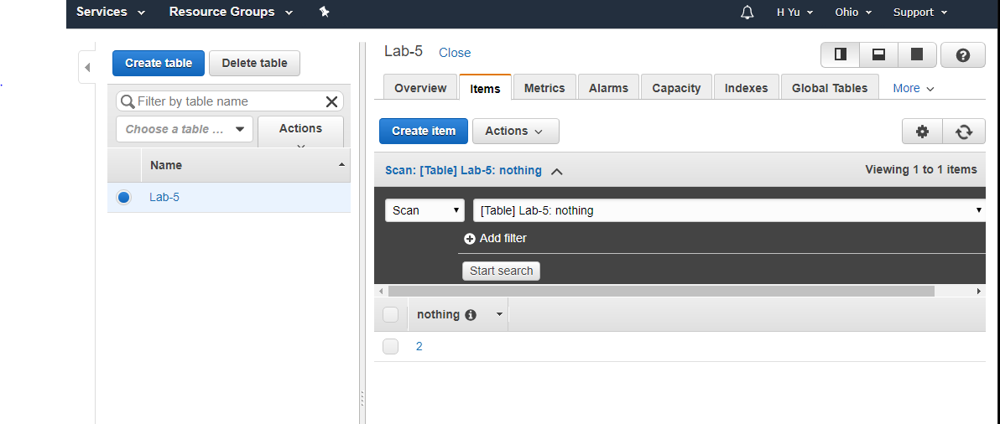 Services Resource Groups H Yu Ohio Support
Lab-5 Close
Create table Delete table
Overview Items Metrics Alarms Capacity Indexes Global Tables More
Filter by table name
Choose a table ... Actions
Create item Actions
Name
Scan: [Table] Lab-5: nothing Viewing 1 to 1 items
Lab-5
Scan [Table] Lab-5: nothing
Add filter
Start search
nothing
2